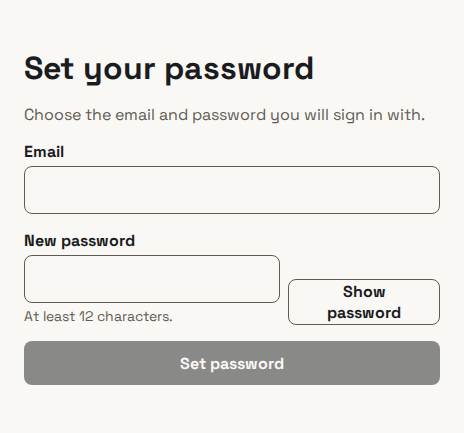 Set your password
Choose the email and password you will sign in with.
Email
New password
Show
password
At least 12 characters.
Set password